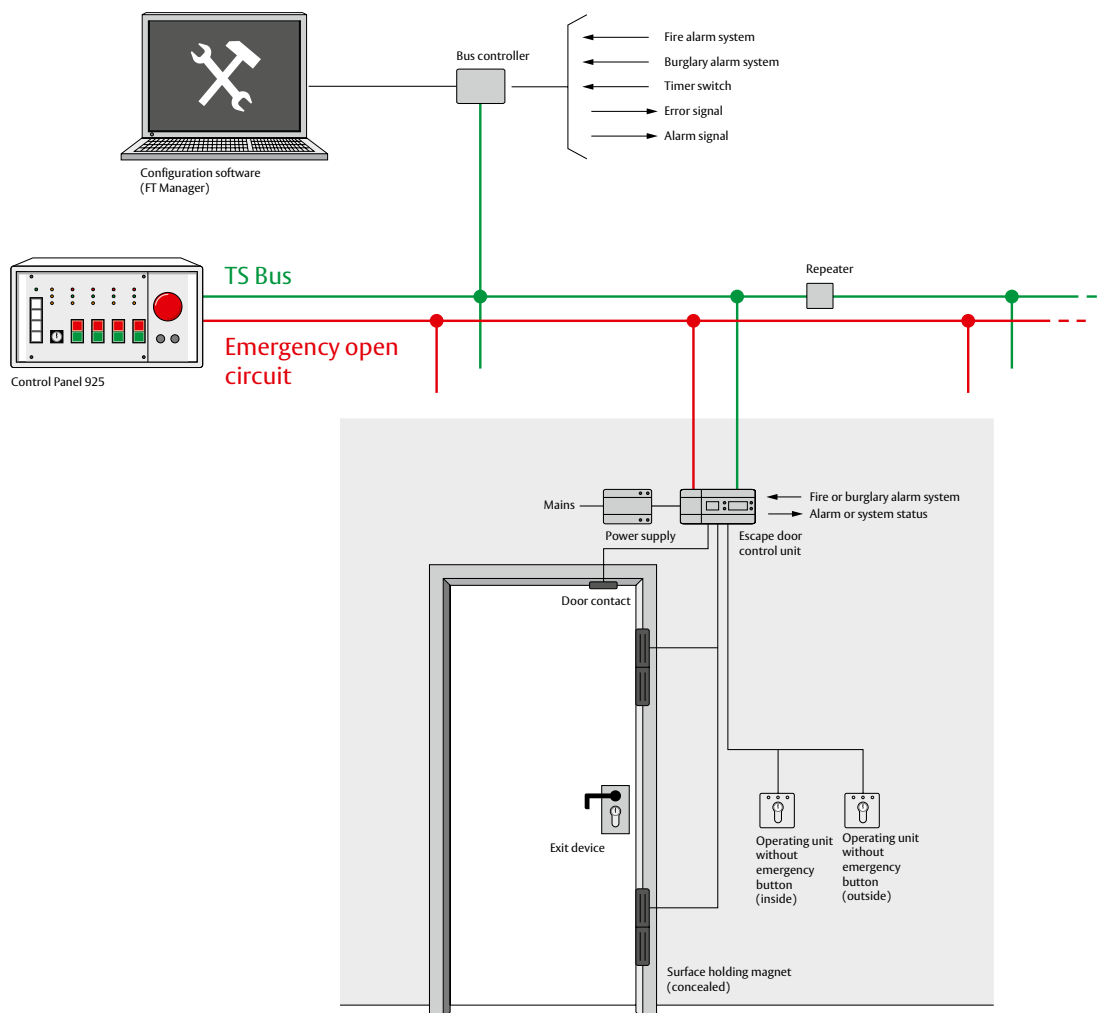 Bus controller
Fire alarm system
Burglary alarm system
Timer switch
Error signal
Alarm signal
Configuration software
(FT Manager)
TS Bus
Repeater
Emergency open
circuit
Control Panel 925
Mains
Power supply
Escape door
control unit
Fire or burglary alarm system
Alarm or system status
Door contact
Exit device
Operating unit
without
emergency
button
(inside)
Operating unit
without
emergency
button
(outside)
Surface holding magnet
(concealed)